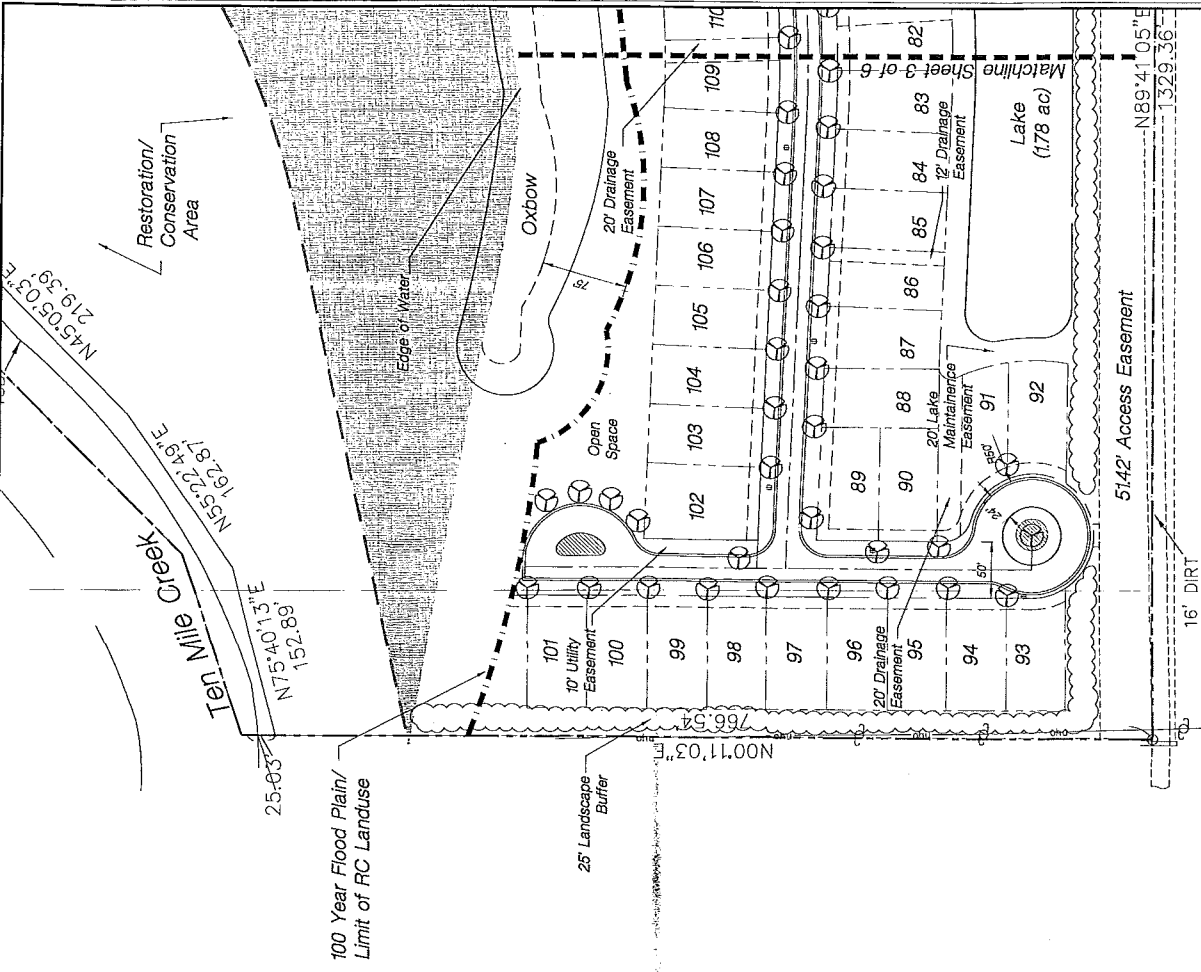 Restoration/
Conservation
Area
N45°05'03"E
219.39'
N55°22'49"E
162.87'
Ten Mile Creek
N75°40'13"E
152.89'
25.03'
100 Year Flood Plain/
Limit of RC Landuse
Edge of Water
Oxbow
75'
20' Drainage
Easement
Open
Space
110
109
108
107
106
105
104
103
102
82
83
84
85
86
87
88
89
90
91
92
Matchline Sheet 3 of 6
12' Drainage
Easement
Lake
(1.78 ac)
20' Lake
Maintainence
Easement
R50'
24'
50'
101
100
99
98
97
96
95
94
93
10' Utility
Easement
20' Drainage
Easement
25' Landscape
Buffer
766.54'
N00°11'03"E
51.42' Access Easement
N89°41'05"E
1329.36'
16' DIRT